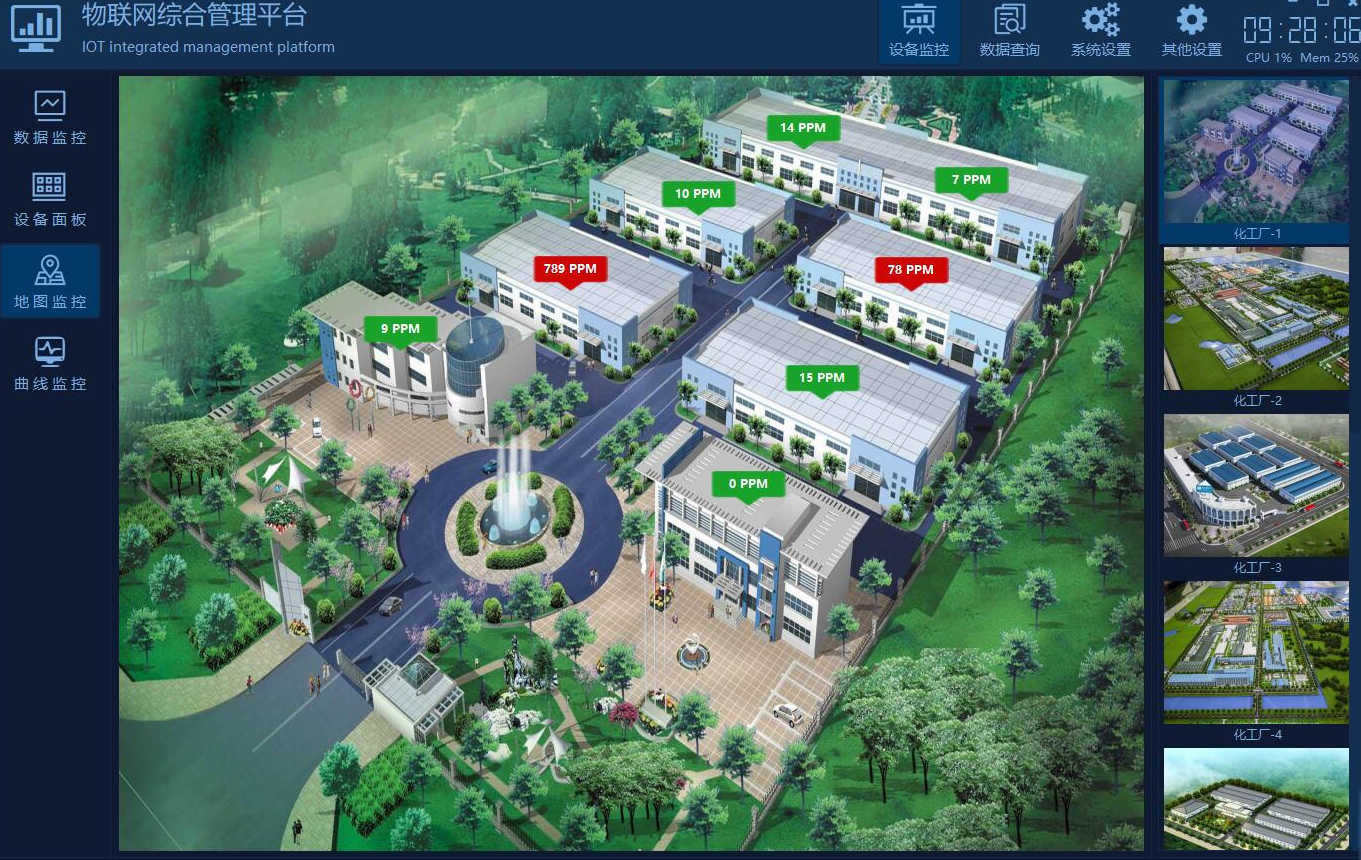 物联网综合管理平台
IOT integrated management platform
设备监控
数据查询
系统设置
其他设置
09:28:06
CPU 1% Mem 25%
数据监控
设备面板
地图监控
曲线监控
14 PPM
7 PPM
10 PPM
789 PPM
78 PPM
9 PPM
15 PPM
0 PPM
化工厂-1
化工厂-2
化工厂-3
化工厂-4